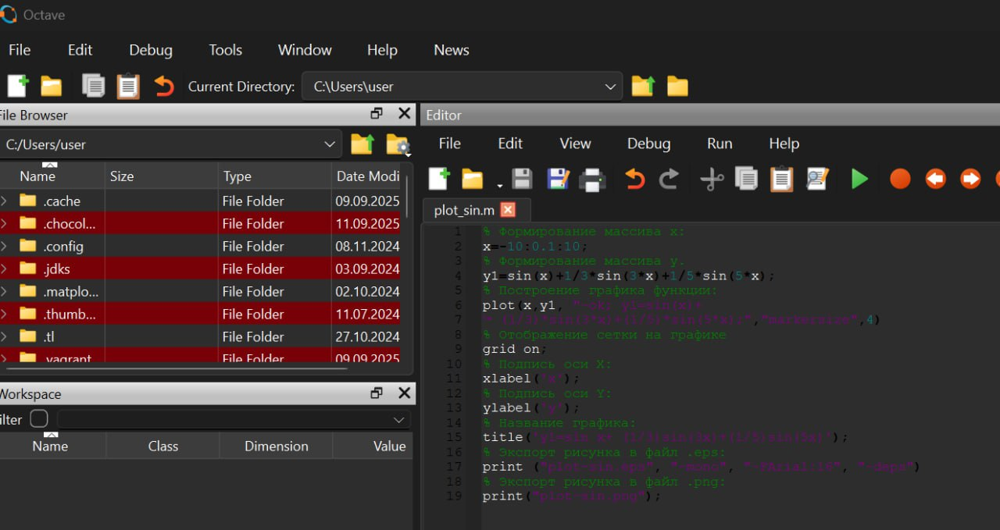 Octave
File Edit Debug Tools Window Help News
Current Directory: C:\Users\user
File Browser
C:/Users/user
Name Size Type Date Modi
.cache File Folder 09.09.2025
.chocol... File Folder 11.09.2025
.config File Folder 08.11.2024
.jdks File Folder 03.09.2024
.matplo... File Folder 02.10.2024
.thumb... File Folder 11.07.2024
.tl File Folder 27.10.2024
.vagrant File Folder 09.09.2025
Workspace
ilter
Name Class Dimension Value
Editor
File Edit View Debug Run Help
plot_sin.m
1 % Формирование массива x:
2 x=-10:0.1:10;
3 % Формирование массива y.
4 y1=sin(x)+1/3*sin(3*x)+1/5*sin(5*x);
5 % Построение графика функции:
6 plot(x,y1, "-ok; y1=sin(x)+
7 + (1/3)*sin(3*x)+(1/5)*sin(5*x);","markersize",4)
8 % Отображение сетки на графике
9 grid on;
10 % Подпись оси X:
11 xlabel('x');
12 % Подпись оси Y:
13 ylabel('y');
14 % Название графика:
15 title('y1=sin x+ (1/3)sin(3x)+(1/5)sin(5x)');
16 % Экспорт рисунка в файл .eps:
17 print ("plot-sin.eps", "-mono", "-FArial:16", "-deps")
18 % Экспорт рисунка в файл .png:
19 print("plot-sin.png");